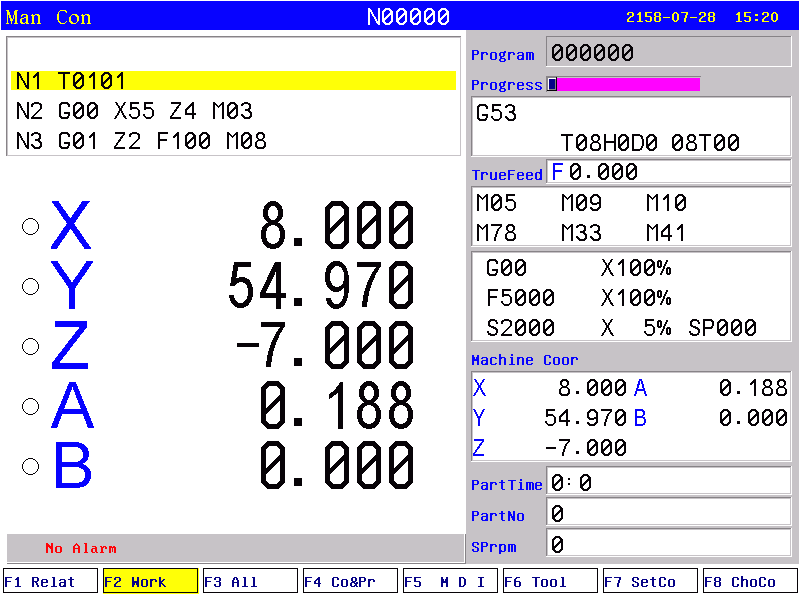 Man Con N00000 2158-07-28 15:20
N1 T0101
N2 G00 X55 Z4 M03
N3 G01 Z2 F100 M08
X 8.000
Y 54.970
Z -7.000
A 0.188
B 0.000
No Alarm
Program 000000
Progress
G53
T08H0D0 08T00
TrueFeed F 0.000
M05 M09 M10
M78 M33 M41
G00 X100%
F5000 X100%
S2000 X 5% SP000
Machine Coor
X 8.000 A 0.188
Y 54.970 B 0.000
Z -7.000
PartTime 0: 0
PartNo 0
SPrpm 0
F1 Relat F2 Work F3 All F4 Co&Pr F5 M D I F6 Tool F7 SetCo F8 ChoCo